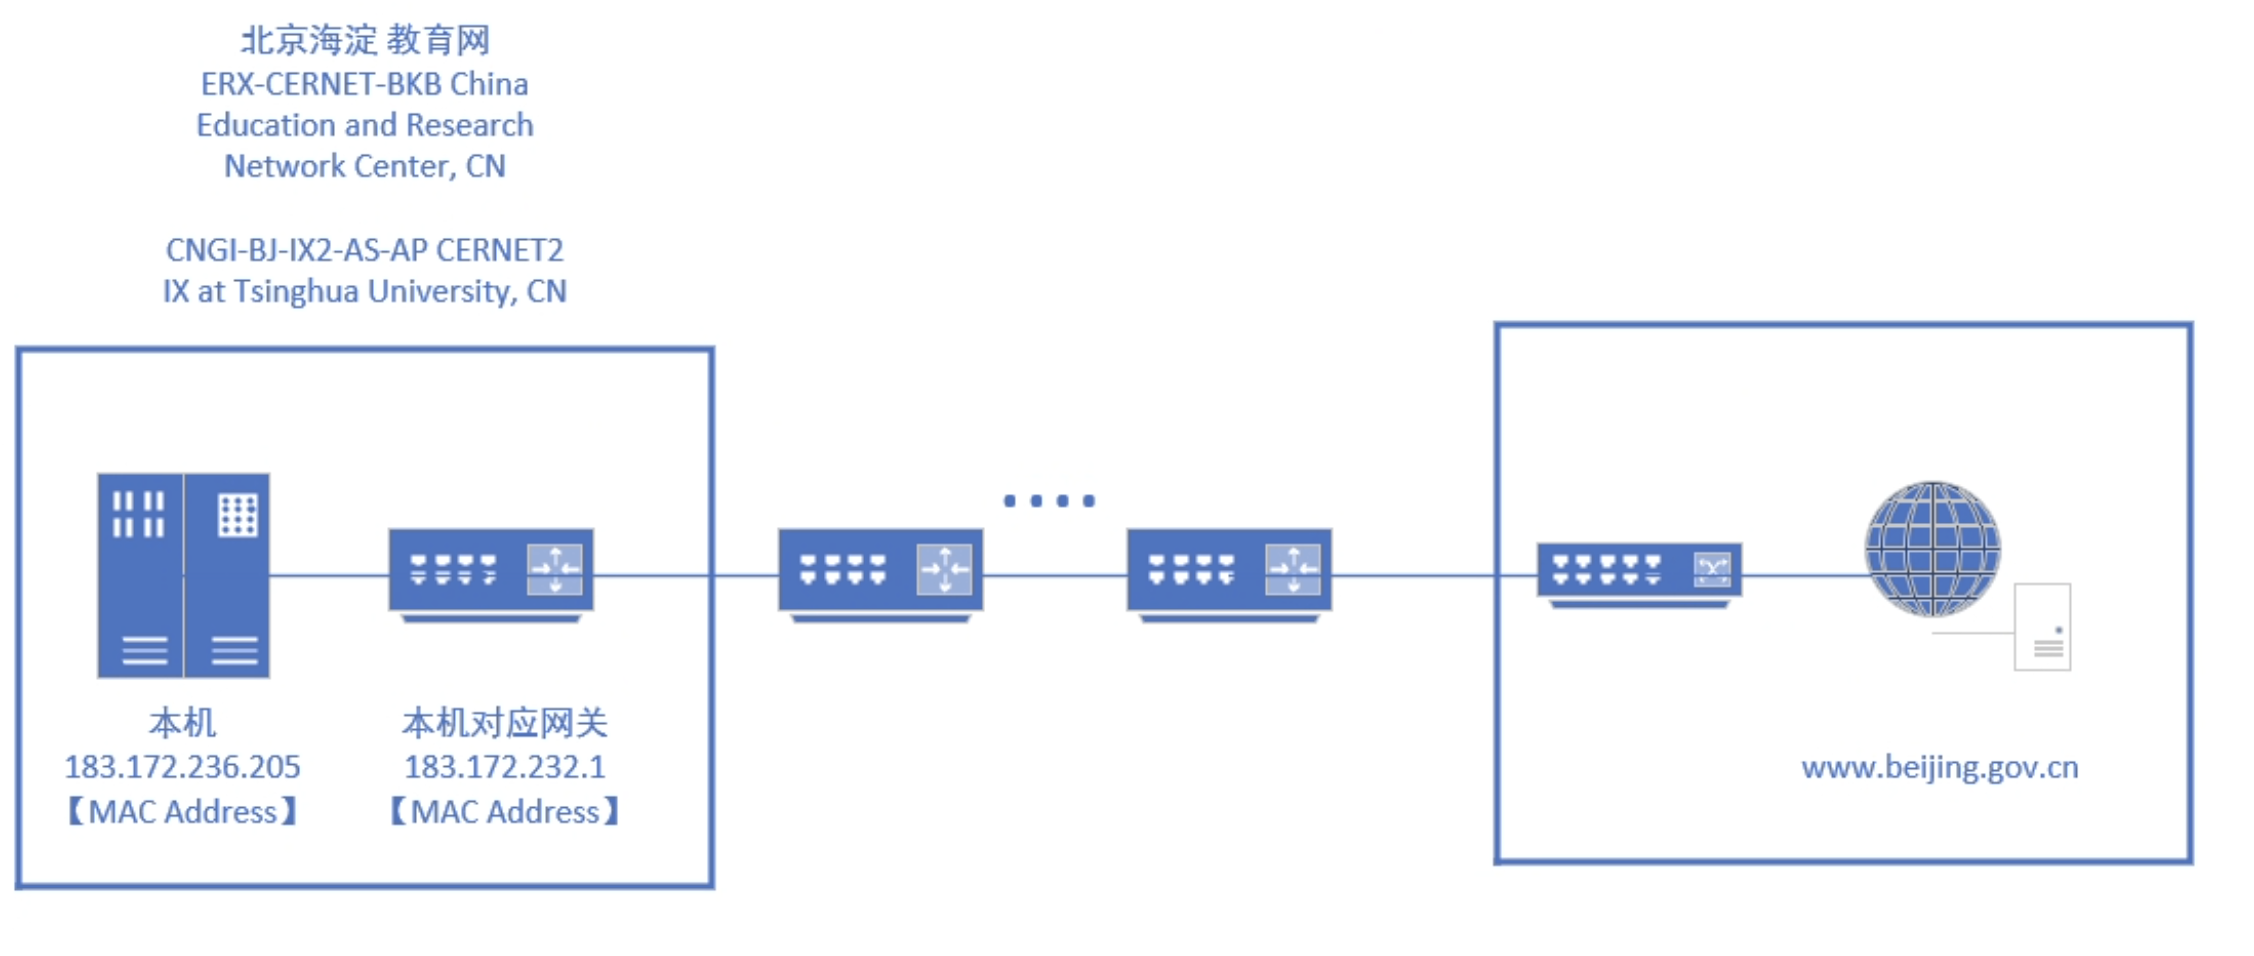 北京海淀 教育网
ERX-CERNET-BKB China
Education and Research
Network Center, CN
CNGI-BJ-IX2-AS-AP CERNET2
IX at Tsinghua University, CN
本机
183.172.236.205
【MAC Address】
本机对应网关
183.172.232.1
【MAC Address】
www.beijing.gov.cn